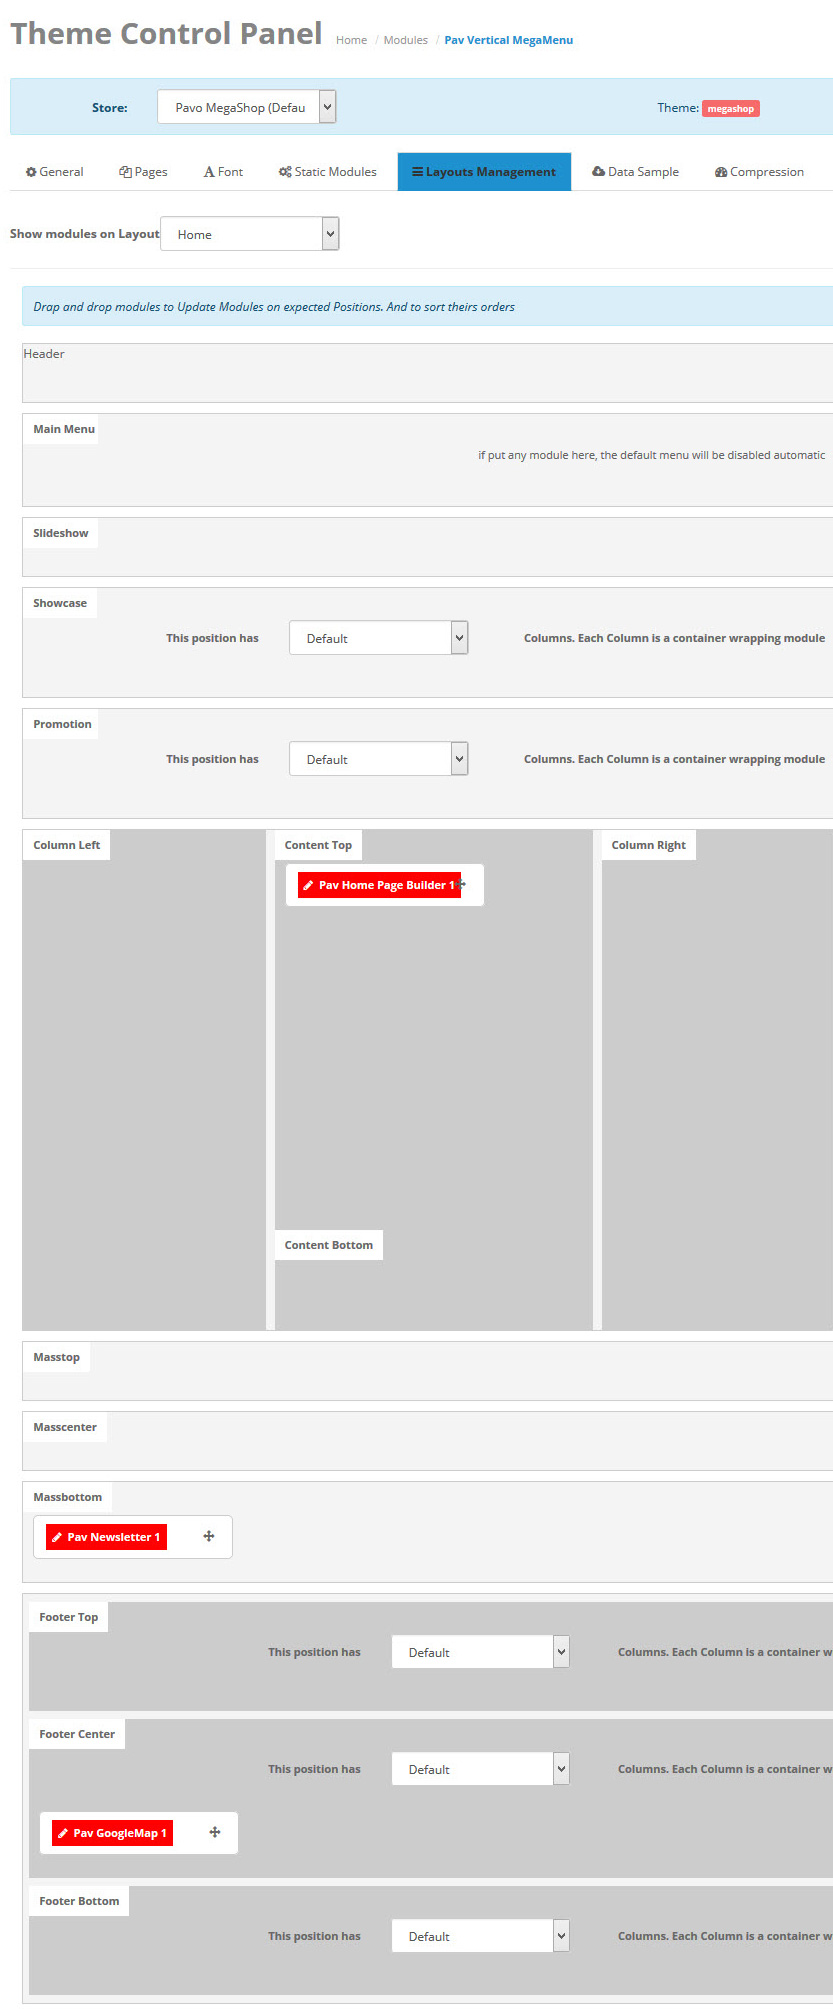 Theme Control Panel Home / Modules / Pav Vertical MegaMenu
Store: Pavo MegaShop (Defau Theme: megashop
General Pages Font Static Modules Layouts Management Data Sample Compression
Show modules on Layout Home
Drap and drop modules to Update Modules on expected Positions. And to sort theirs orders
Header
Main Menu
if put any module here, the default menu will be disabled automatic
Slideshow
Showcase
This position has Default Columns. Each Column is a container wrapping module
Promotion
This position has Default Columns. Each Column is a container wrapping module
Column Left Content Top Column Right
Pav Home Page Builder 1
Content Bottom
Masstop
Masscenter
Massbottom
Pav Newsletter 1
Footer Top
This position has Default Columns. Each Column is a container w
Footer Center
This position has Default Columns. Each Column is a container w
Pav GoogleMap 1
Footer Bottom
This position has Default Columns. Each Column is a container w